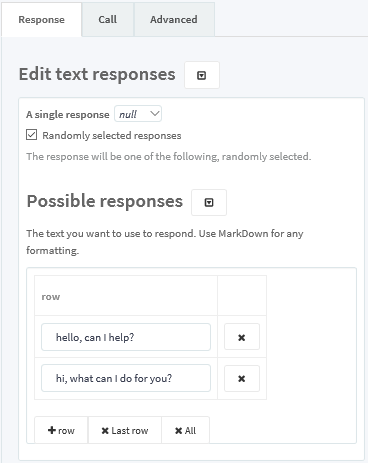 Response Call Advanced
Edit text responses
A single response null
Randomly selected responses
The response will be one of the following, randomly selected.
Possible responses
The text you want to use to respond. Use MarkDown for any
formatting.
row
hello, can I help?
hi, what can I do for you?
+ row × Last row × All